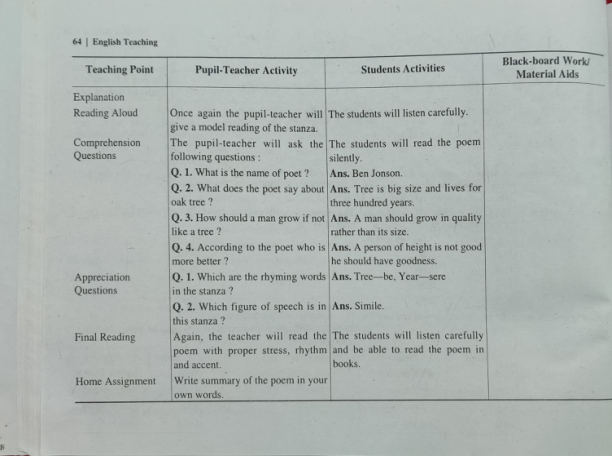 64 | English Teaching
Teaching Point
Pupil-Teacher Activity
Students Activities
Black-board Work/
Material Aids
Explanation
Reading Aloud
Once again the pupil-teacher will
give a model reading of the stanza.
The students will listen carefully.
Comprehension
Questions
The pupil-teacher will ask the
following questions :
The students will read the poem
silently.
Q. 1. What is the name of poet ?
Ans. Ben Jonson.
Q. 2. What does the poet say about
oak tree ?
Ans. Tree is big size and lives for
three hundred years.
Q. 3. How should a man grow if not
like a tree ?
Ans. A man should grow in quality
rather than its size.
Q. 4. According to the poet who is
more better ?
Ans. A person of height is not good
he should have goodness.
Appreciation
Questions
Q. 1. Which are the rhyming words
in the stanza ?
Ans. Tree—be, Year—sere
Q. 2. Which figure of speech is in
this stanza ?
Ans. Simile.
Final Reading
Again, the teacher will read the
poem with proper stress, rhythm
and accent.
The students will listen carefully
and be able to read the poem in
books.
Home Assignment
Write summary of the poem in your
own words.